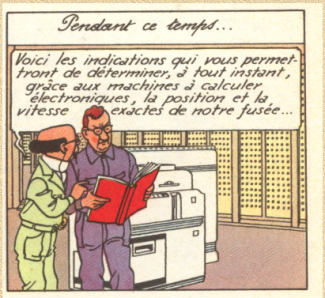 Pendant ce temps...
Voici les indications qui vous permet-
tront de déterminer, à tout instant,
grâce aux machines à calculer
électroniques, la position et la
vitesse exactes de notre fusée...